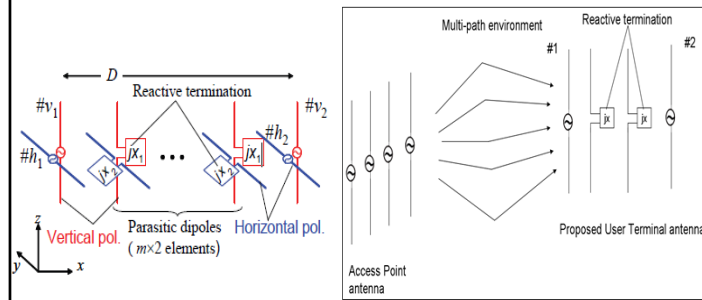 D
Reactive termination
#v1
#v2
#h1
#h2
jx1
jx2
jx2
jx1
z
y
x
Vertical pol.
Parasitic dipoles
( m×2 elements)
Horizontal pol.
Multi-path environment
Reactive termination
#1
#2
jx
jx
Access Point
antenna
Proposed User Terminal antenna